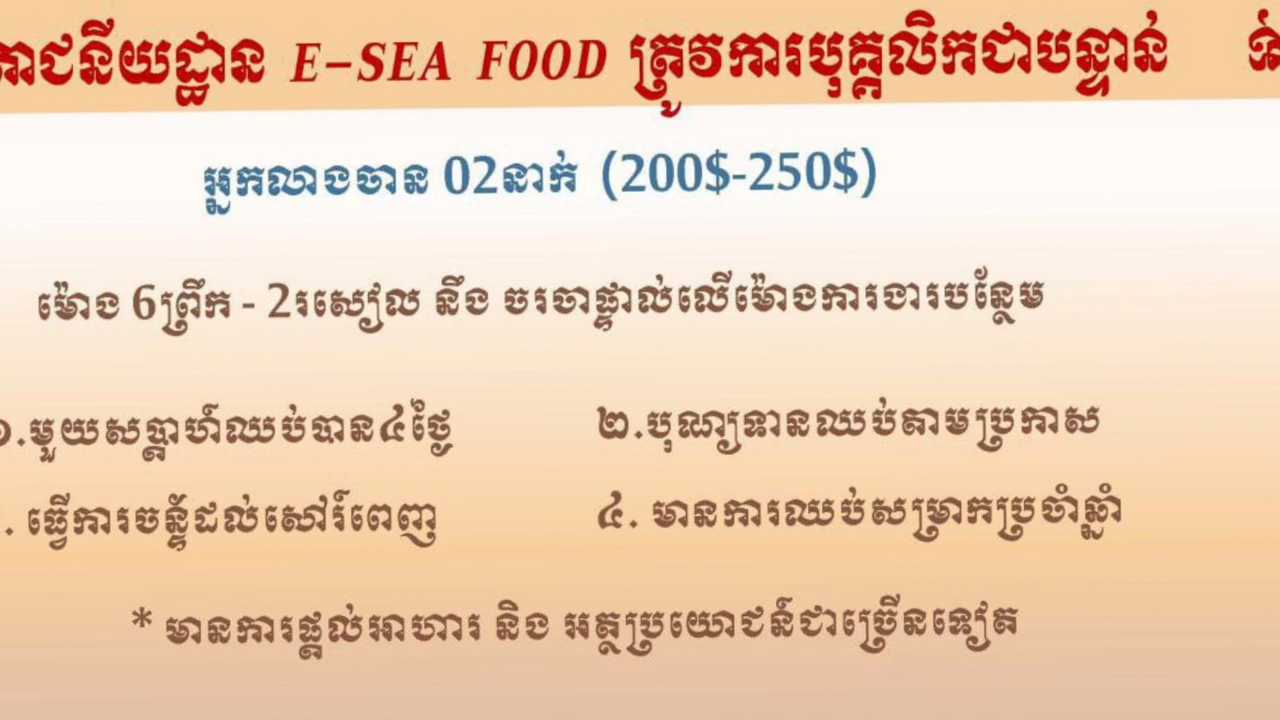 ភោជនីយដ្ឋាន E-SEA FOOD ត្រូវការបុគ្គលិកជាបន្ទាន់
អ្នកលាងចាន 02នាក់ (200$-250$)
ម៉ោង 6ព្រឹក - 2រសៀល នឹង ចរចាផ្ទាល់លើម៉ោងការងារបន្ថែម
១.មួយសប្តាហ៍ឈប់បាន៤ថ្ងៃ ២.បុណ្យទានឈប់តាមប្រកាស
. ធ្វើការចន្ទ័ដល់សៅរ៍ពេញ ៤. មានការឈប់សម្រាកប្រចាំឆ្នាំ
* មានការផ្តល់អាហារ និង អត្ថប្រយោជន៍ជាច្រើនទៀត